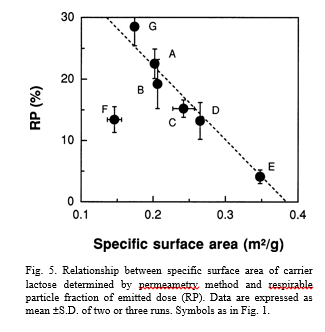 30
20
10
0
RP (%)
G
A
B
F
C
D
E
0.1 0.2 0.3 0.4
Specific surface area (m²/g)
Fig. 5. Relationship between specific surface area of carrier
lactose determined by permeametry method and respirable
particle fraction of emitted dose (RP). Data are expressed as
mean ±S.D. of two or three runs. Symbols as in Fig. 1.